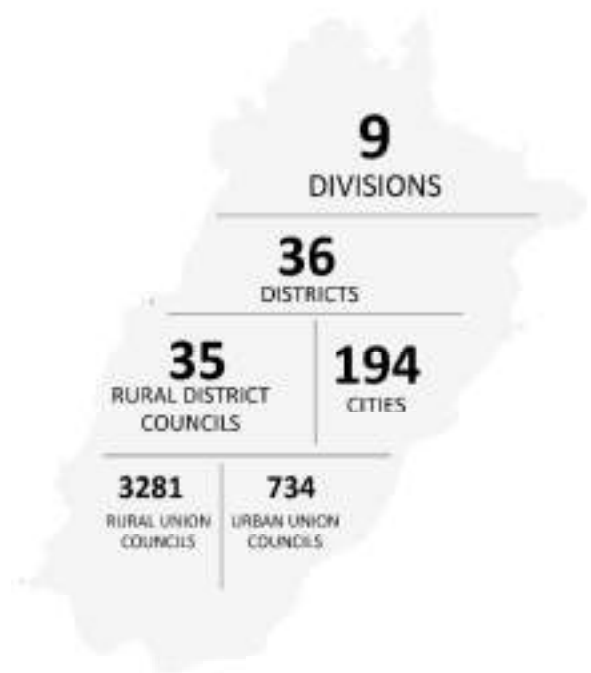 9
DIVISIONS
36
DISTRICTS
35
RURAL DISTRICT
COUNCILS
194
CITIES
3281
RURAL UNION
COUNCILS
734
URBAN UNION
COUNCILS